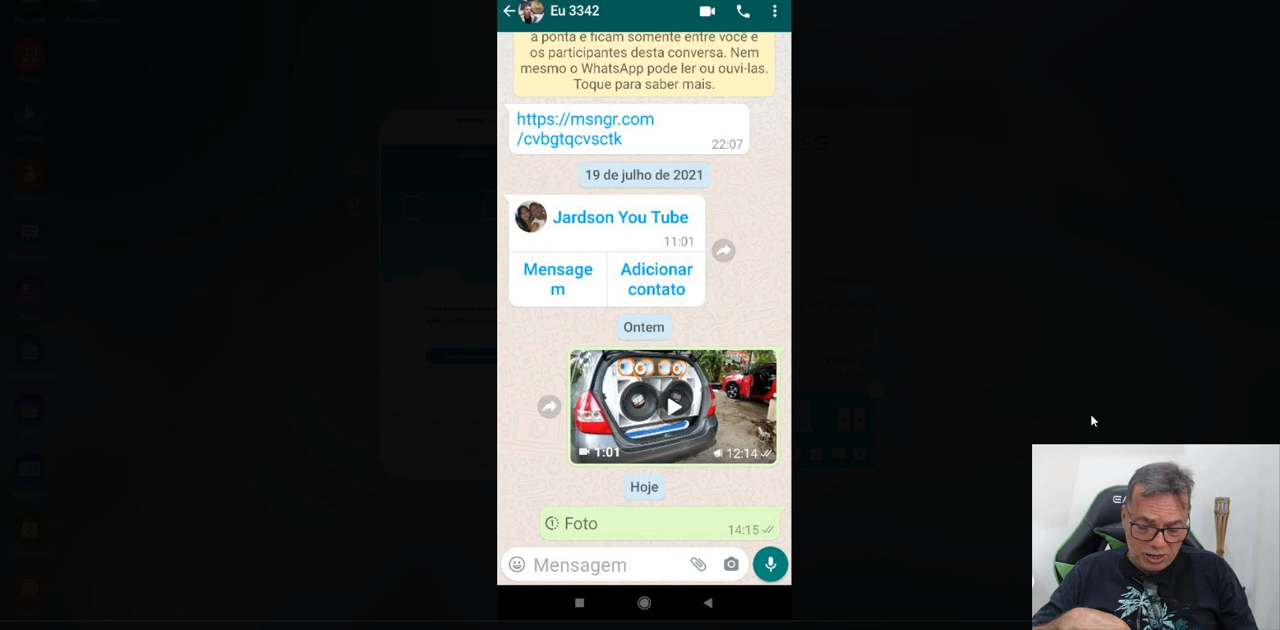 Eu 3342
a ponta e ficam somente entre você e
os participantes desta conversa. Nem
mesmo o WhatsApp pode ler ou ouvi-las.
Toque para saber mais.
https://msngr.com
/cvbgtqcvsctk
22:07
19 de julho de 2021
Jardson You Tube
11:01
Mensage
m
Adicionar
contato
Ontem
1:01
12:14
Hoje
Foto
14:15
Mensagem